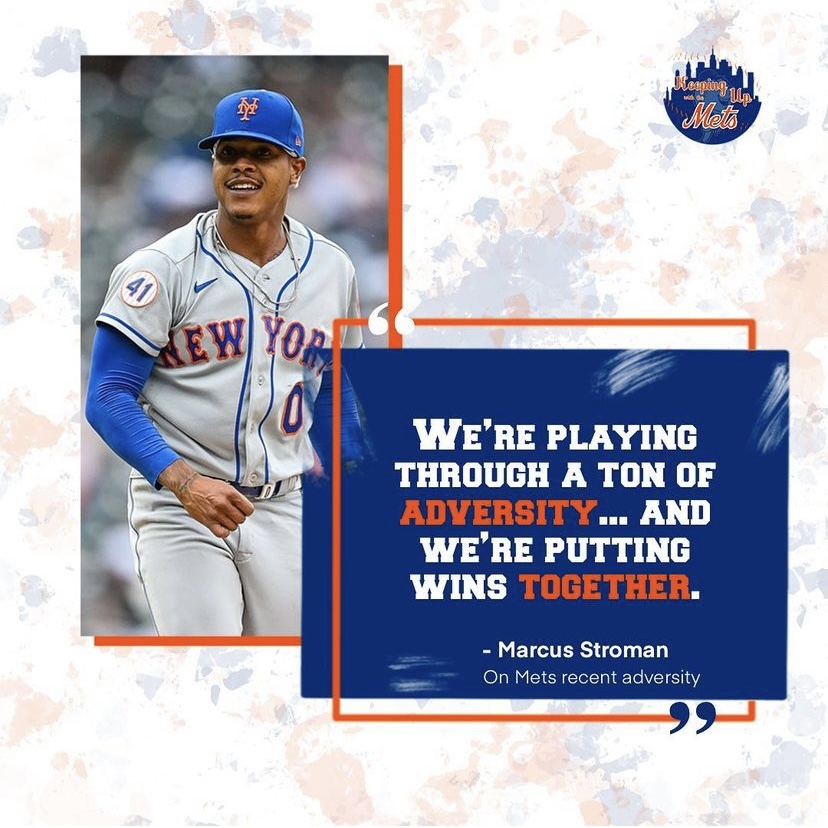 NY
41
NEW YORK
0
Keeping Up
with the
Mets
“
WE'RE PLAYING
THROUGH A TON OF
ADVERSITY... AND
WE'RE PUTTING
WINS TOGETHER.
- Marcus Stroman
On Mets recent adversity
”